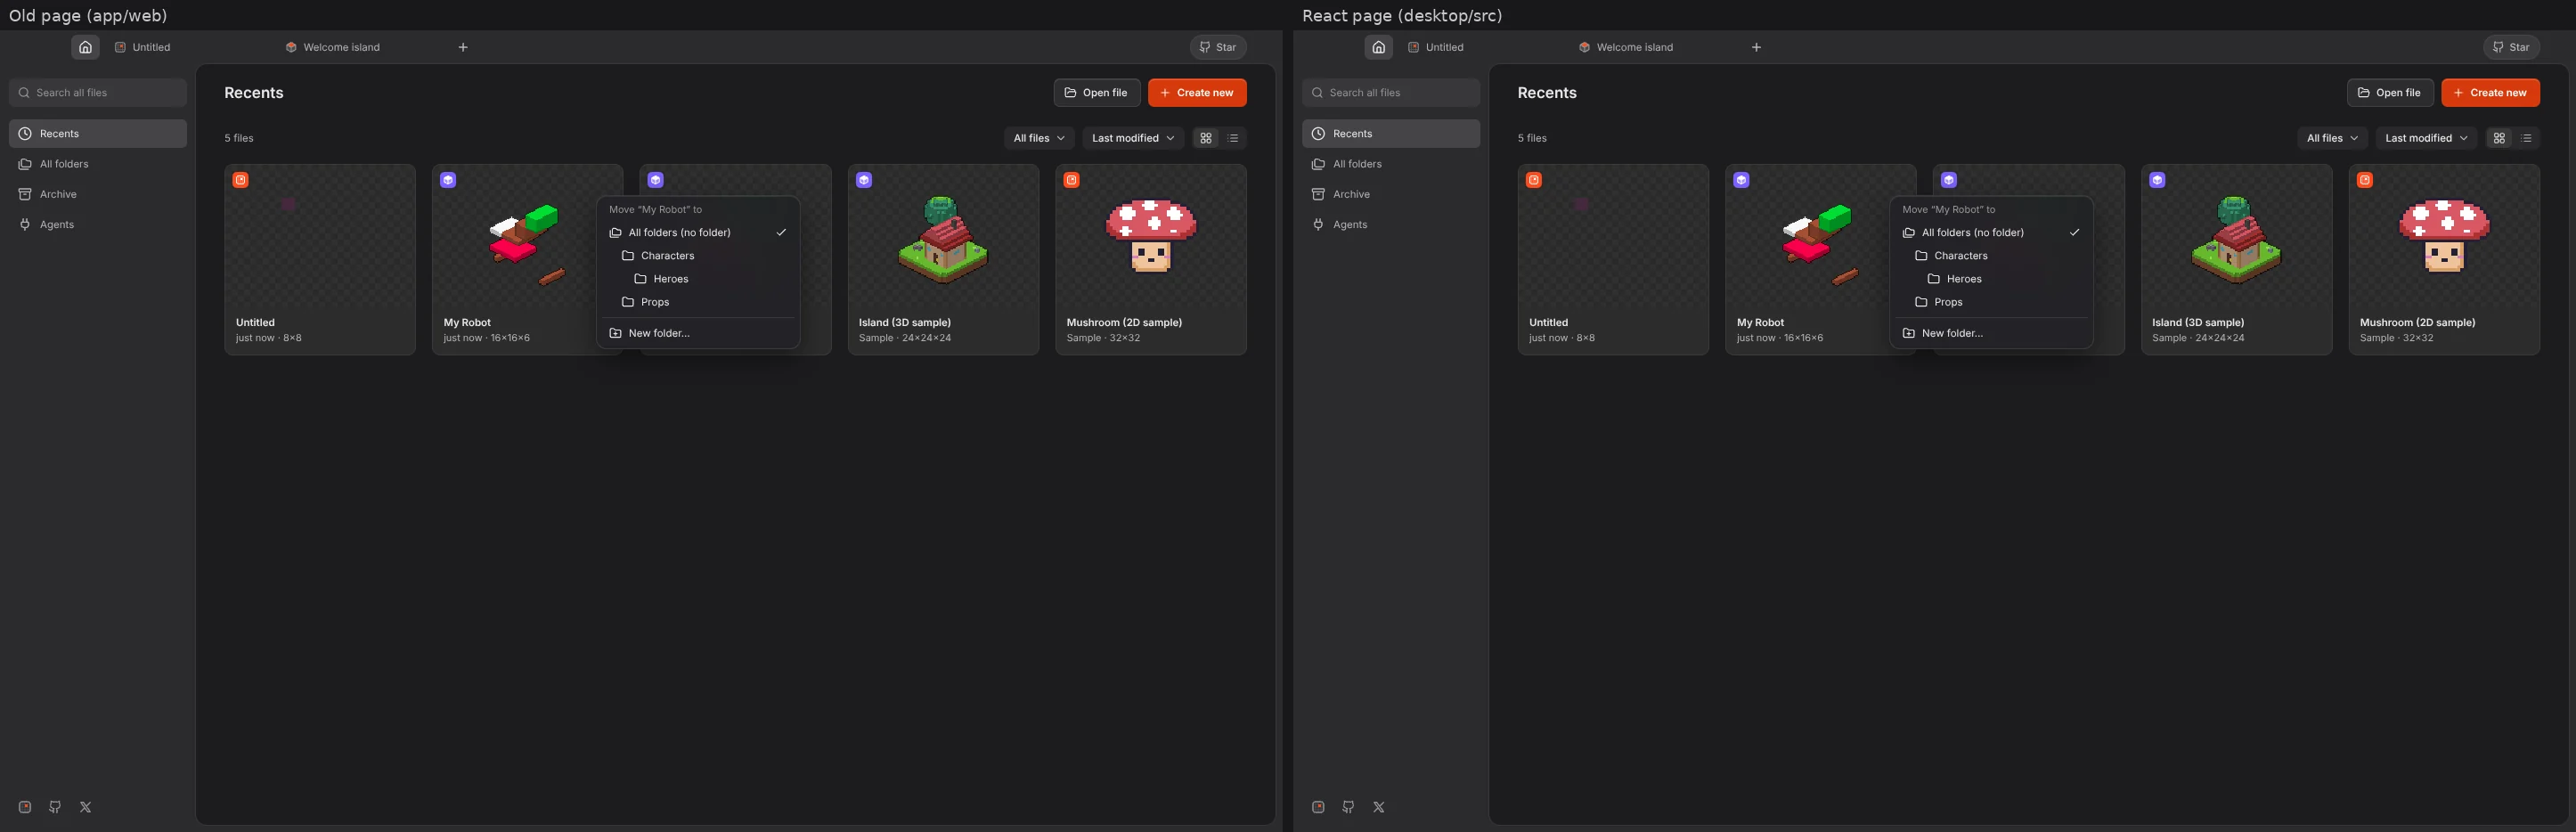 Old page (app/web)
Untitled
Welcome island
Star
Search all files
Recents
All folders
Archive
Agents
Recents
Open file
Create new
5 files
All files
Last modified
Untitled
just now · 8×8
My Robot
just now · 16×16×6
Move “My Robot” to
All folders (no folder)
Characters
Heroes
Props
New folder...
Island (3D sample)
Sample · 24×24×24
Mushroom (2D sample)
Sample · 32×32
React page (desktop/src)
Untitled
Welcome island
Star
Search all files
Recents
All folders
Archive
Agents
Recents
Open file
Create new
5 files
All files
Last modified
Untitled
just now · 8×8
My Robot
just now · 16×16×6
Move “My Robot” to
All folders (no folder)
Characters
Heroes
Props
New folder...
Island (3D sample)
Sample · 24×24×24
Mushroom (2D sample)
Sample · 32×32